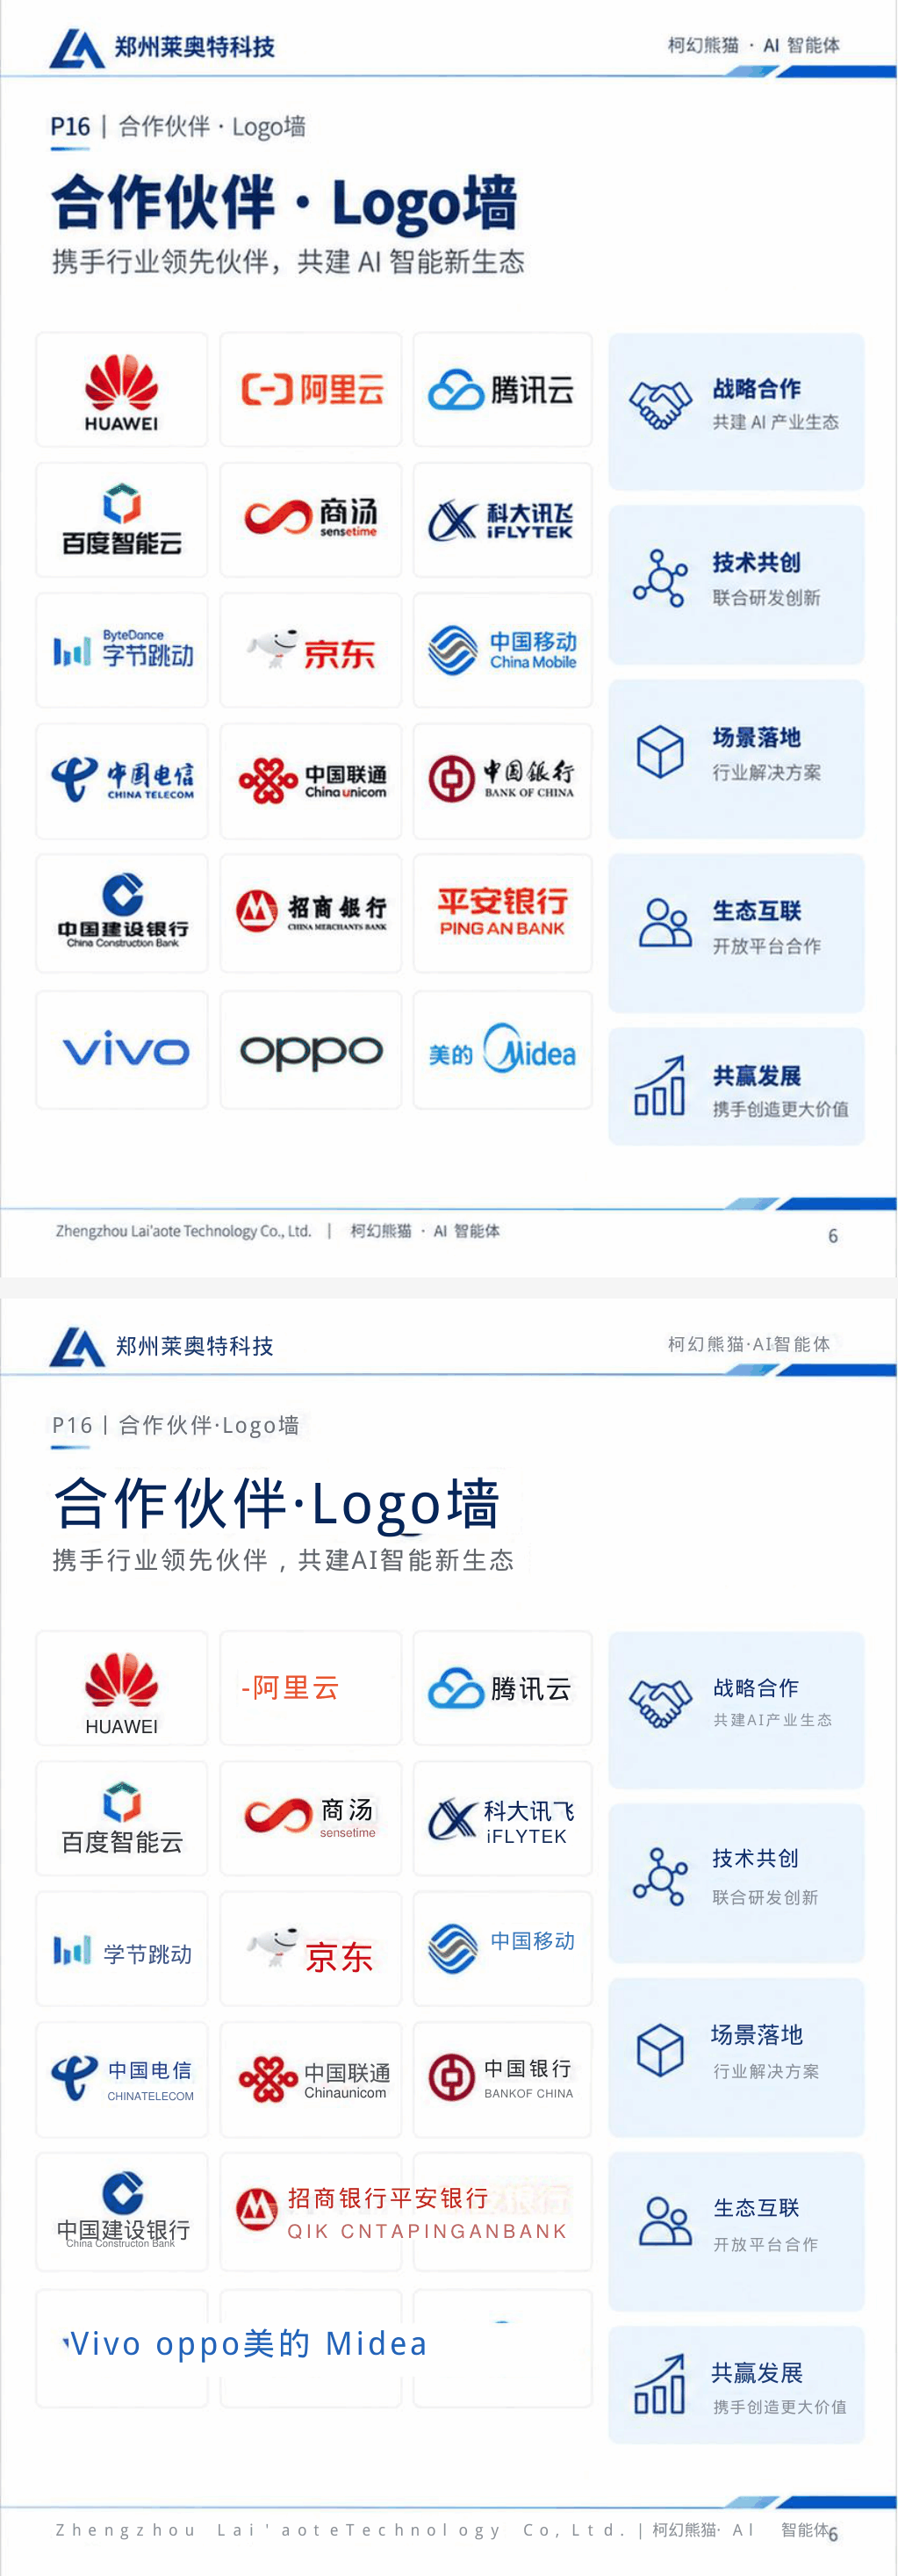 郑州莱奥特科技
柯幻熊猫 · AI 智能体
P16 | 合作伙伴 · Logo墙
合作伙伴 · Logo墙
携手行业领先伙伴，共建 AI 智能新生态
HUAWEI
阿里云
腾讯云
战略合作
共建 AI 产业生态
百度智能云
商汤
sensetime
科大讯飞
iFLYTEK
技术共创
联合研发创新
ByteDance
字节跳动
京东
中国移动
China Mobile
场景落地
行业解决方案
中国电信
CHINA TELECOM
中国联通
China unicom
中国银行
BANK OF CHINA
中国建设银行
China Construction Bank
招商银行
CHINA MERCHANTS BANK
平安银行
PING AN BANK
生态互联
开放平台合作
vivo
oppo
美的 Midea
共赢发展
携手创造更大价值
Zhengzhou Lai'aote Technology Co., Ltd. | 柯幻熊猫 · AI 智能体
6
郑州莱奥特科技
柯幻熊猫·AI智能体
P16 | 合作伙伴·Logo墙
合作伙伴·Logo墙
携手行业领先伙伴，共建AI智能新生态
HUAWEI
-阿里云
腾讯云
战略合作
共建AI产业生态
百度智能云
商汤
sensetime
科大讯飞
iFLYTEK
技术共创
联合研发创新
学节跳动
京东
中国移动
场景落地
行业解决方案
中国电信
CHINATELECOM
中国联通
Chinaunicom
中国银行
BANKOF CHINA
中国建设银行
China Constructon Bank
招商银行平安银行
QIK CNTAPINGANBANK
生态互联
开放平台合作
Vivo oppo美的 Midea
共赢发展
携手创造更大价值
Zhengzhou Lai'aoteTechnology Co,Ltd.|柯幻熊猫· Al 智能体
6